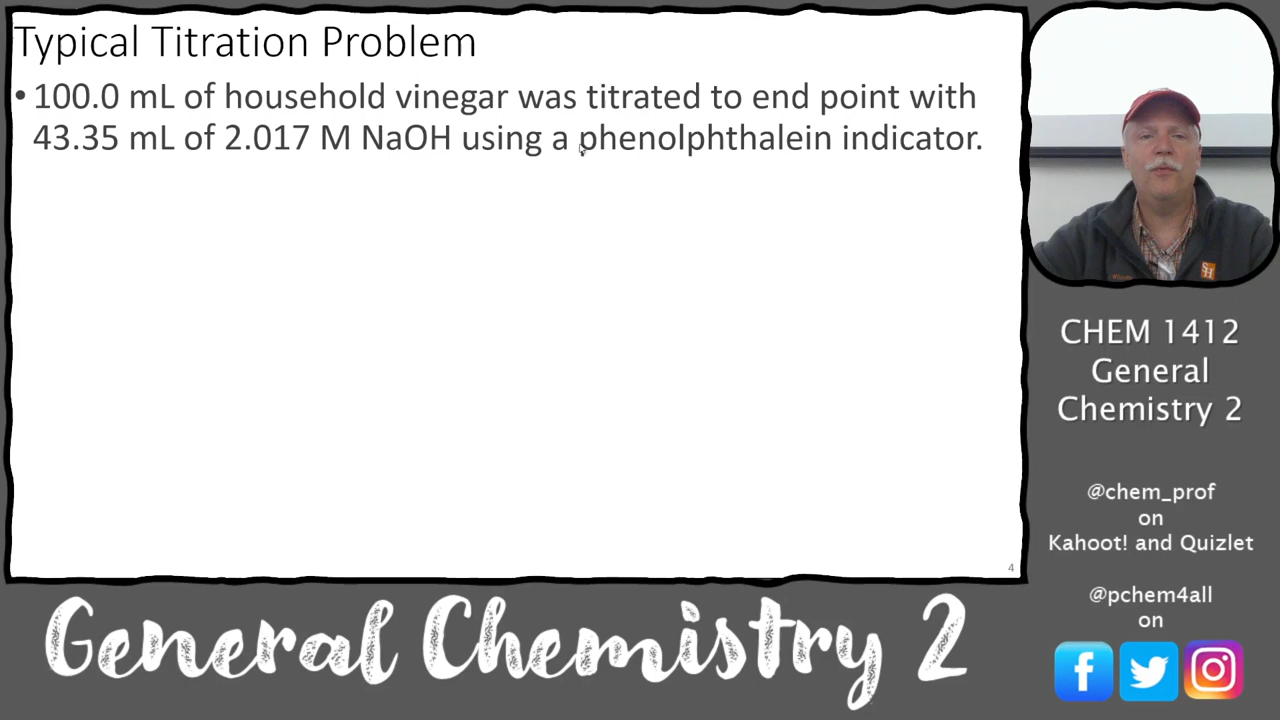 Typical Titration Problem
• 100.0 mL of household vinegar was titrated to end point with
43.35 mL of 2.017 M NaOH using a phenolphthalein indicator.
4
CHEM 1412
General
Chemistry 2
@chem_prof
on
Kahoot! and Quizlet
@pchem4all
on
General Chemistry 2